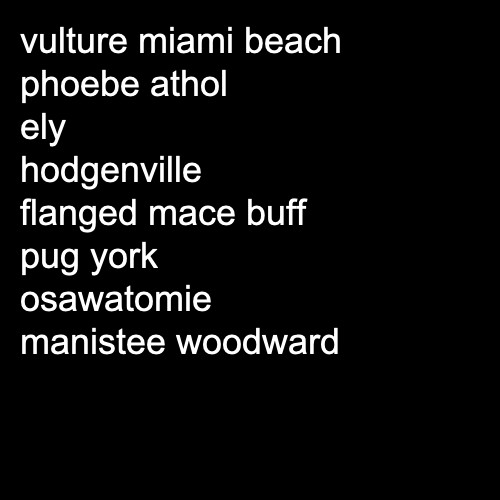 vulture miami beach
phoebe athol
ely
hodgenville
flanged mace buff
pug york
osawatomie
manistee woodward